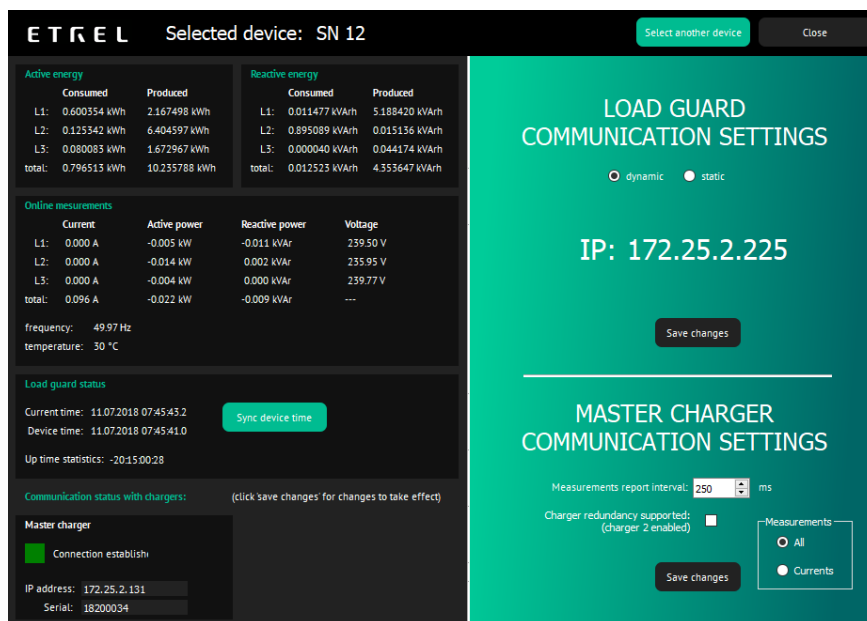 ETREL Selected device: SN 12 Select another device Close
Active energy
Consumed Produced
L1: 0.600354 kWh 2.167498 kWh
L2: 0.125342 kWh 6.404597 kWh
L3: 0.080083 kWh 1.672967 kWh
total: 0.796513 kWh 10.235788 kWh
Reactive energy
Consumed Produced
L1: 0.011477 kVArh 5.188420 kVArh
L2: 0.895089 kVArh 0.015136 kVArh
L3: 0.000040 kVArh 0.044174 kVArh
total: 0.012523 kVArh 4.353647 kVArh
Online mesurements
Current Active power Reactive power Voltage
L1: 0.000 A -0.005 kW -0.011 kVAr 239.50 V
L2: 0.000 A -0.014 kW 0.002 kVAr 235.95 V
L3: 0.000 A -0.004 kW 0.000 kVAr 239.77 V
total: 0.096 A -0.022 kW -0.009 kVAr ---
frequency: 49.97 Hz
temperature: 30 °C
Load guard status
Current time: 11.07.2018 07:45:43.2
Device time: 11.07.2018 07:45:41.0
Sync device time
Up time statistics: -20:15:00:28
Communication status with chargers: (click 'save changes' for changes to take effect)
Master charger
Connection establishe
IP address: 172.25.2.131
Serial: 18200034
LOAD GUARD
COMMUNICATION SETTINGS
dynamic static
IP: 172.25.2.225
Save changes
MASTER CHARGER
COMMUNICATION SETTINGS
Measurements report interval: 250 ms
Charger redundancy supported:
(charger 2 enabled)
Measurements
All
Currents
Save changes